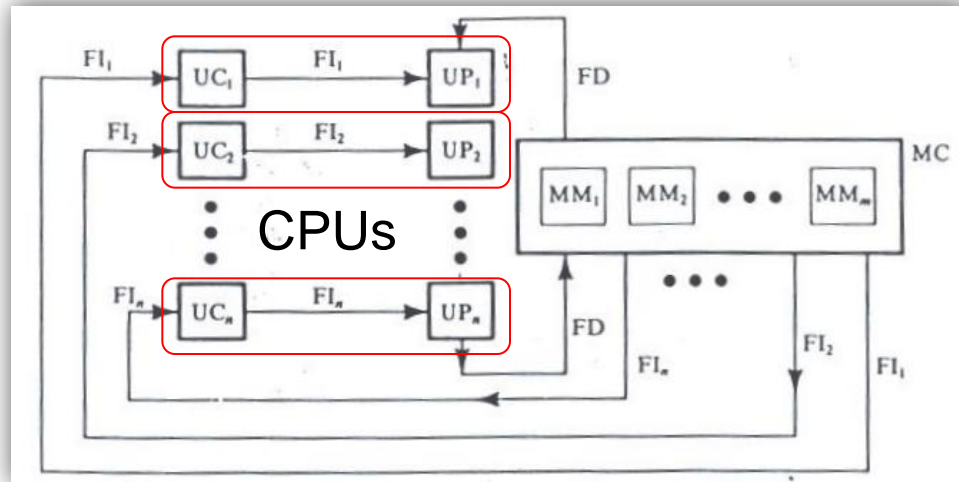 FI₁ UC₁ FI₁ UP₁ FD
FI₂ UC₂ FI₂ UP₂ MC
MM₁ MM₂ • • • MMₘ
CPUs
FIₙ UCₙ FIₙ UPₙ • • •
FD FIₙ FI₂ FI₁